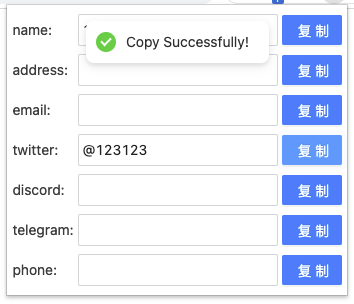 name:
复 制
Copy Successfully!
address:
复 制
email:
复 制
twitter:
@123123
复 制
discord:
复 制
telegram:
复 制
phone:
复 制